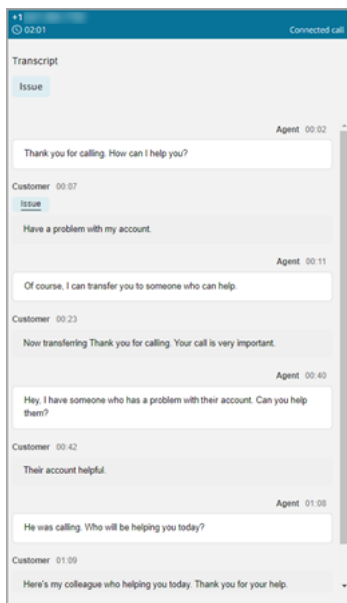 +1
02:01 Connected call
Transcript
Issue
Agent 00:02
Thank you for calling. How can I help you?
Customer 00:07
Issue
Have a problem with my account.
Agent 00:11
Of course, I can transfer you to someone who can help.
Customer 00:23
Now transferring Thank you for calling. Your call is very important.
Agent 00:40
Hey, I have someone who has a problem with their account. Can you help
them?
Customer 00:42
Their account helpful.
Agent 01:08
He was calling. Who will be helping you today?
Customer 01:09
Here's my colleague who helping you today. Thank you for your help.